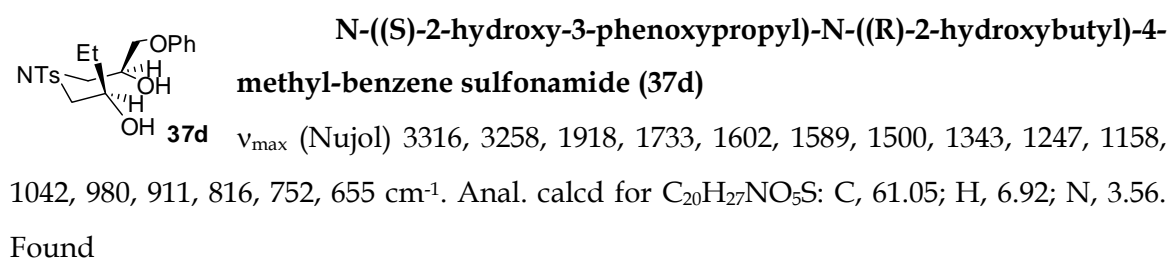 Et
OPh
NTs
H
OH
H
OH 37d
N-((S)-2-hydroxy-3-phenoxypropyl)-N-((R)-2-hydroxybutyl)-4-
methyl-benzene sulfonamide (37d)
νmax (Nujol) 3316, 3258, 1918, 1733, 1602, 1589, 1500, 1343, 1247, 1158,
1042, 980, 911, 816, 752, 655 cm-1. Anal. calcd for C20H27NO5S: C, 61.05; H, 6.92; N, 3.56.
Found